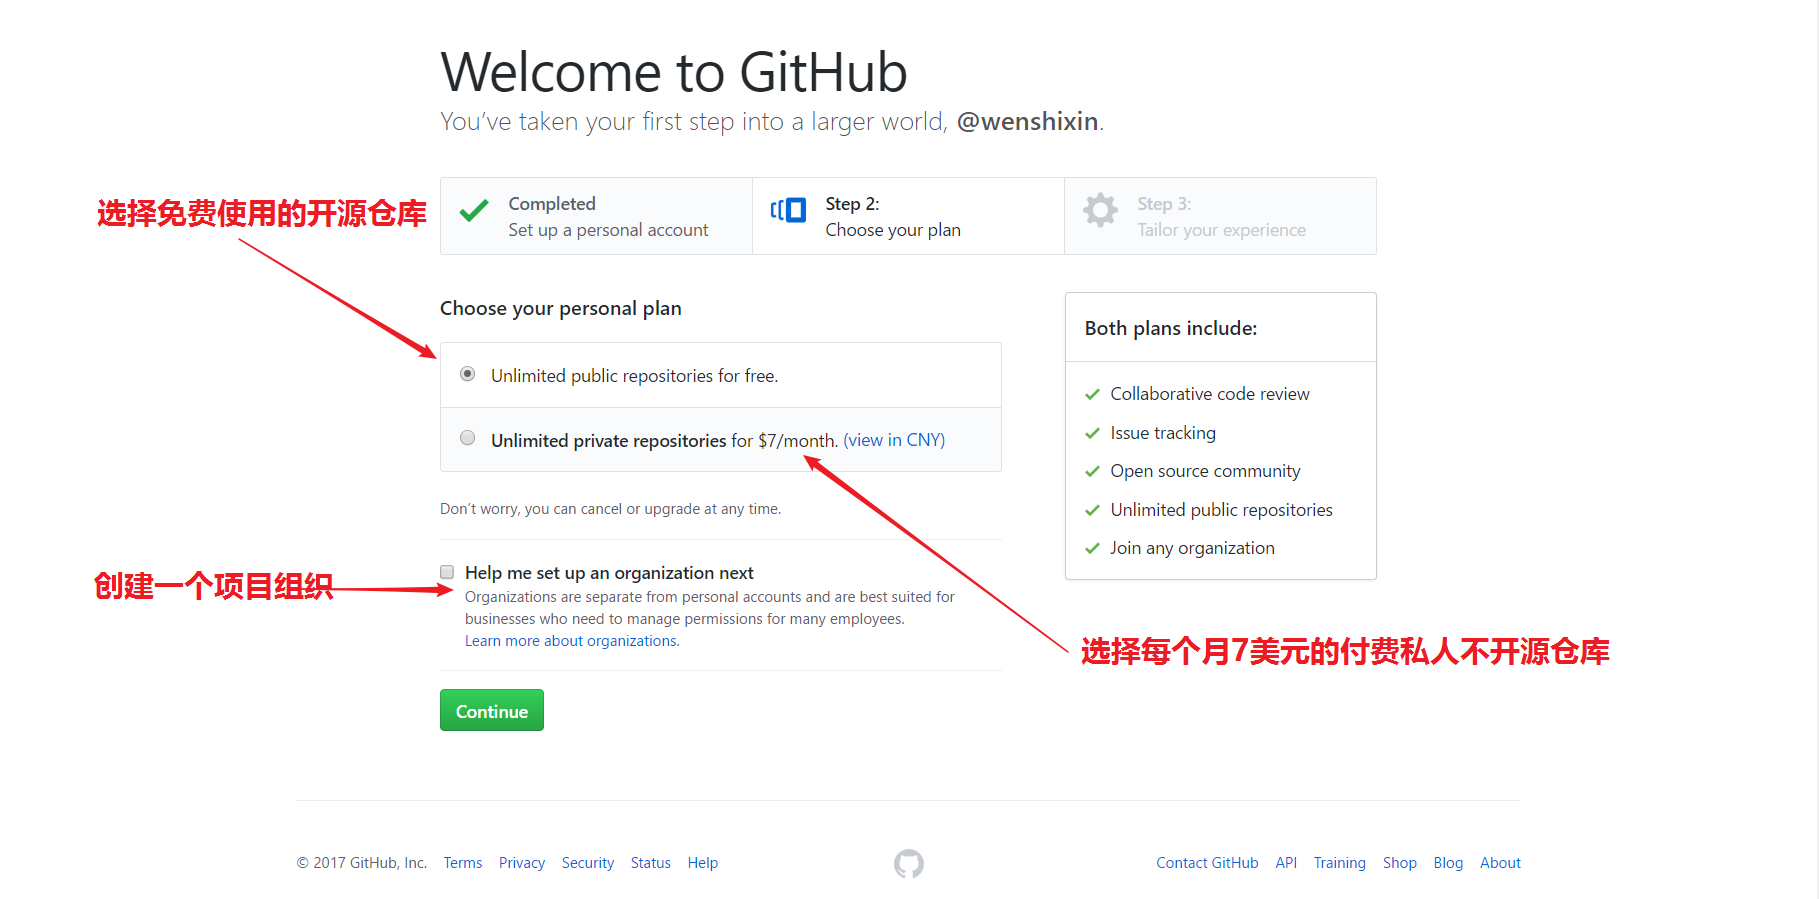 Welcome to GitHub
You've taken your first step into a larger world, @wenshixin.
选择免费使用的开源仓库
Completed
Set up a personal account
Step 2:
Choose your plan
Step 3:
Tailor your experience
Choose your personal plan
Unlimited public repositories for free.
Unlimited private repositories for $7/month. (view in CNY)
Don't worry, you can cancel or upgrade at any time.
创建一个项目组织
Help me set up an organization next
Organizations are separate from personal accounts and are best suited for
businesses who need to manage permissions for many employees.
Learn more about organizations.
选择每个月7美元的付费私人不开源仓库
Continue
Both plans include:
Collaborative code review
Issue tracking
Open source community
Unlimited public repositories
Join any organization
© 2017 GitHub, Inc. Terms Privacy Security Status Help
Contact GitHub API Training Shop Blog About